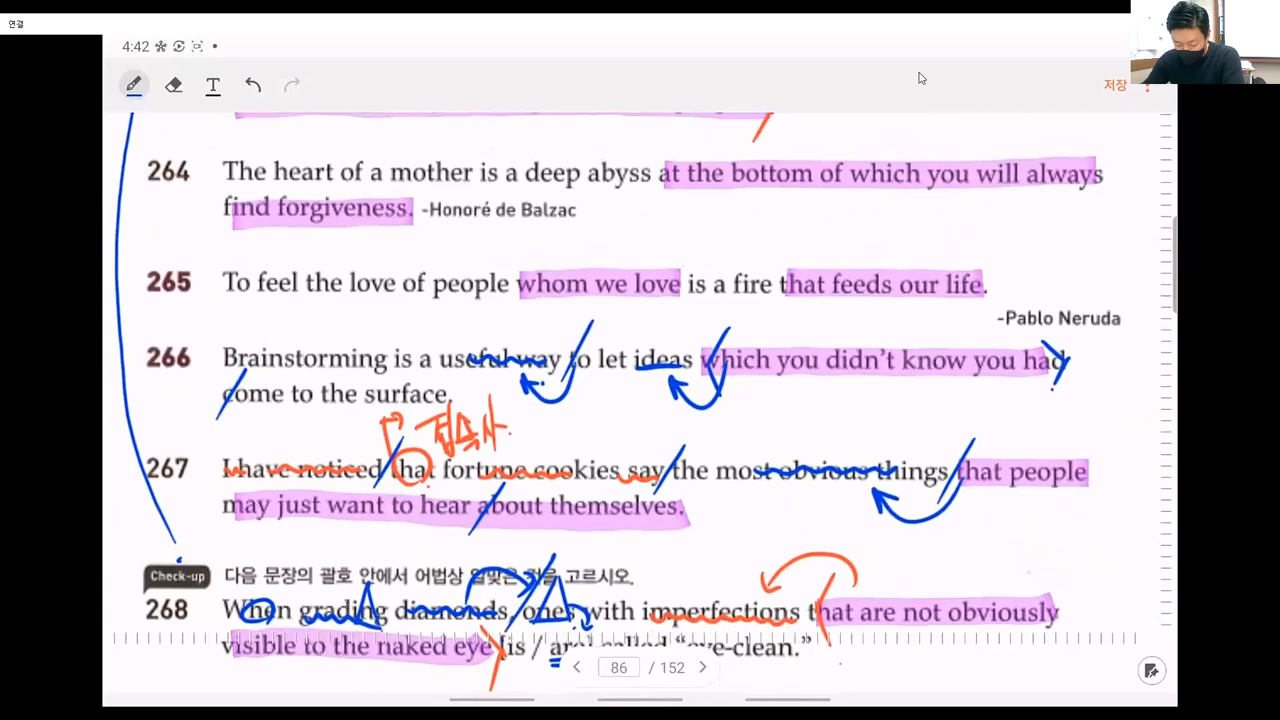 연결
4:42
T
저장
264 The heart of a mother is a deep abyss at the bottom of which you will always
find forgiveness. -Honoré de Balzac
265 To feel the love of people whom we love is a fire that feeds our life.
-Pablo Neruda
266 Brainstorming is a useful way to let ideas which you didn't know you had
come to the surface.
접속사
267 I have noticed that fortune cookies say the most obvious things that people
may just want to hear about themselves.
Check-up 다음 문장의 괄호 안에서 어법상 알맞은 것을 고르시오.
268 When grading diamonds, ones with imperfections that are not obviously
visible to the naked eye [is / are] called "eye-clean."
86 / 152